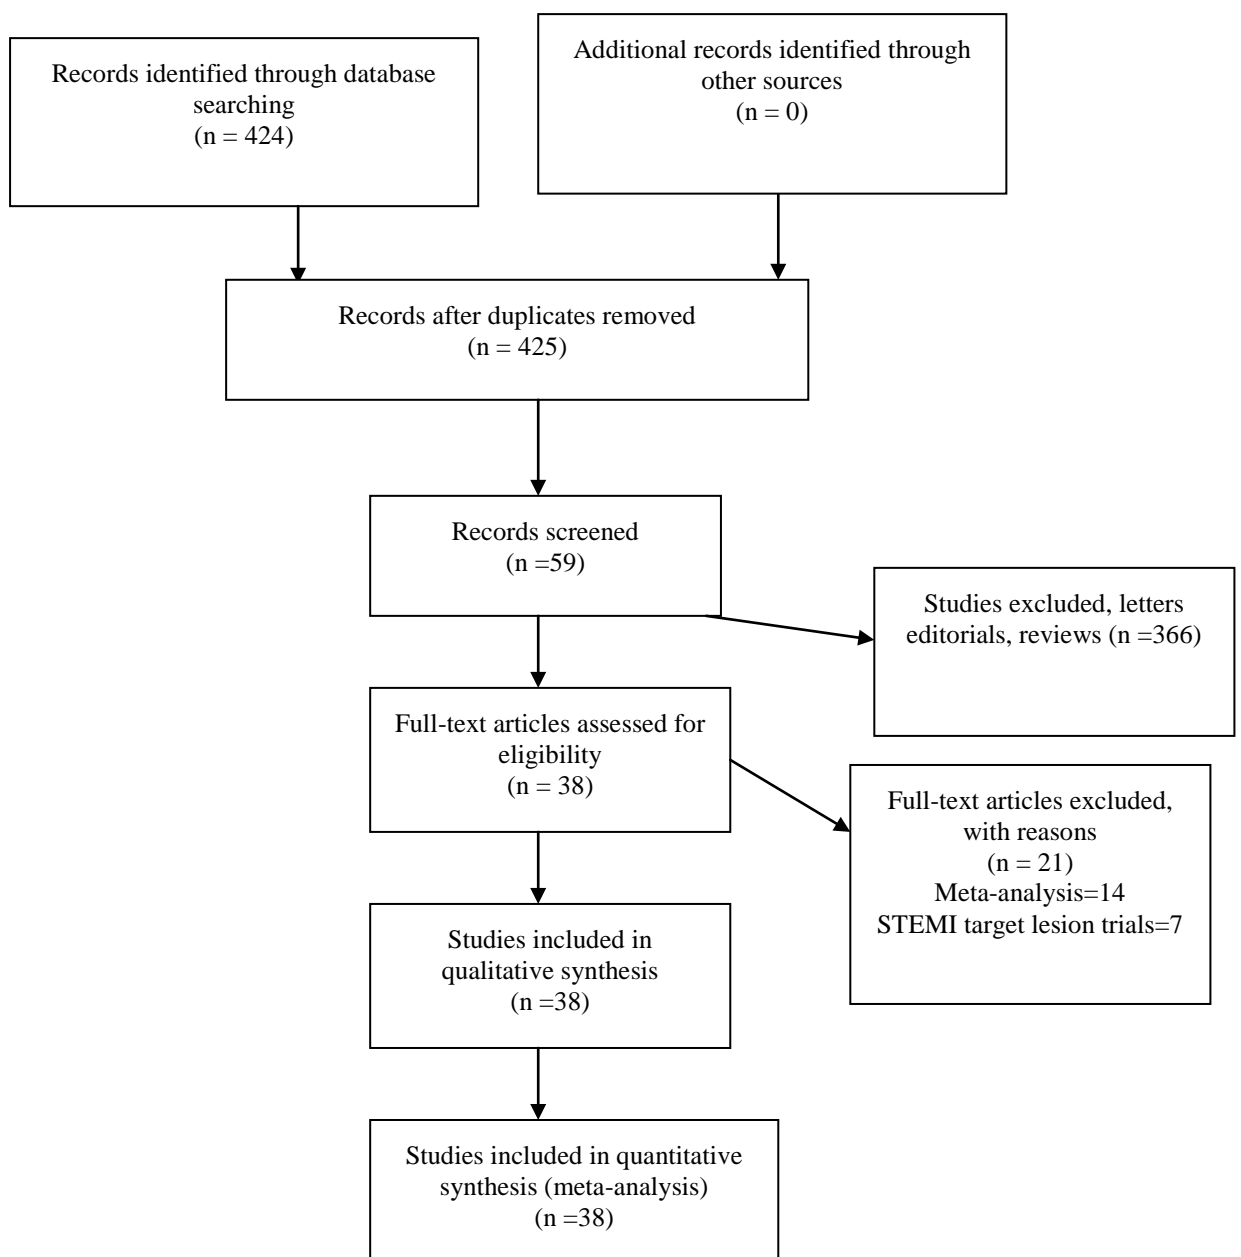 Records identified through database
searching
(n = 424)
Additional records identified through
other sources
(n = 0)
Records after duplicates removed
(n = 425)
Records screened
(n =59)
Studies excluded, letters
editorials, reviews (n =366)
Full-text articles assessed for
eligibility
(n = 38)
Full-text articles excluded,
with reasons
(n = 21)
Meta-analysis=14
STEMI target lesion trials=7
Studies included in
qualitative synthesis
(n =38)
Studies included in quantitative
synthesis (meta-analysis)
(n =38)